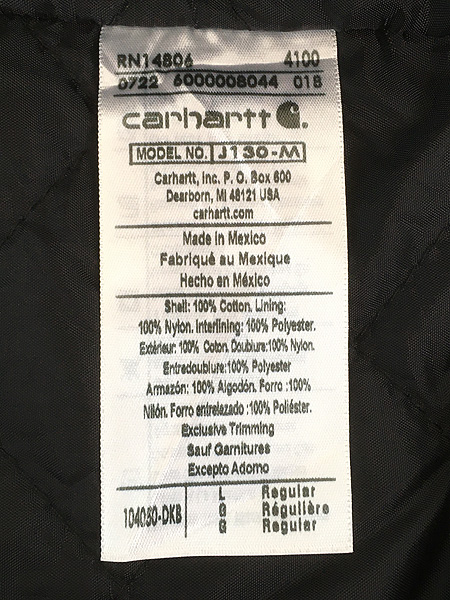 RN14806 4100
0722 6000008044 018
carhartt
MODEL NO. J130-M
Carhartt, Inc. P. O. Box 600
Dearborn, MI 48121 USA
carhartt.com
Made in Mexico
Fabriqué au Mexique
Hecho en México
Shell: 100% Cotton. Lining:
100% Nylon. Interlining: 100% Polyester.
Extérieur: 100% Coton. Doublure:100% Nylon.
Entredoublure:100% Polyester
Armazón: 100% Algodón. Forro :100%
Nilón. Forro entrelazado :100% Poliéster.
Exclusive Trimming
Sauf Garnitures
Excepto Adorno
104050-DKB L Regular
G Régulière
G Regular